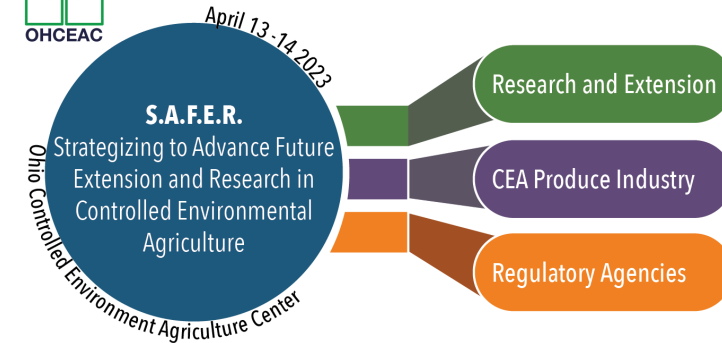 OHCEAC
April 13 -14 2023
S.A.F.E.R.
Strategizing to Advance Future
Extension and Research in
Controlled Environmental
Agriculture
Ohio Controlled Environment Agriculture Center
Research and Extension
CEA Produce Industry
Regulatory Agencies